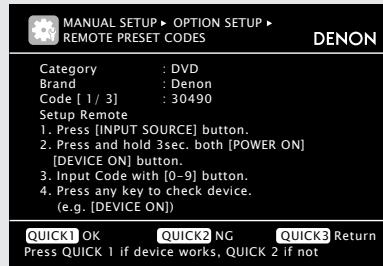 MANUAL SETUP ▸ OPTION SETUP ▸
REMOTE PRESET CODES
DENON
Category : DVD
Brand : Denon
Code [ 1/ 3] : 30490
Setup Remote
1. Press [INPUT SOURCE] button.
2. Press and hold 3sec. both [POWER ON]
[DEVICE ON] button.
3. Input Code with [0–9] button.
4. Press any key to check device.
(e.g. [DEVICE ON])
QUICK1 OK QUICK2 NG QUICK3 Return
Press QUICK 1 if device works, QUICK 2 if not